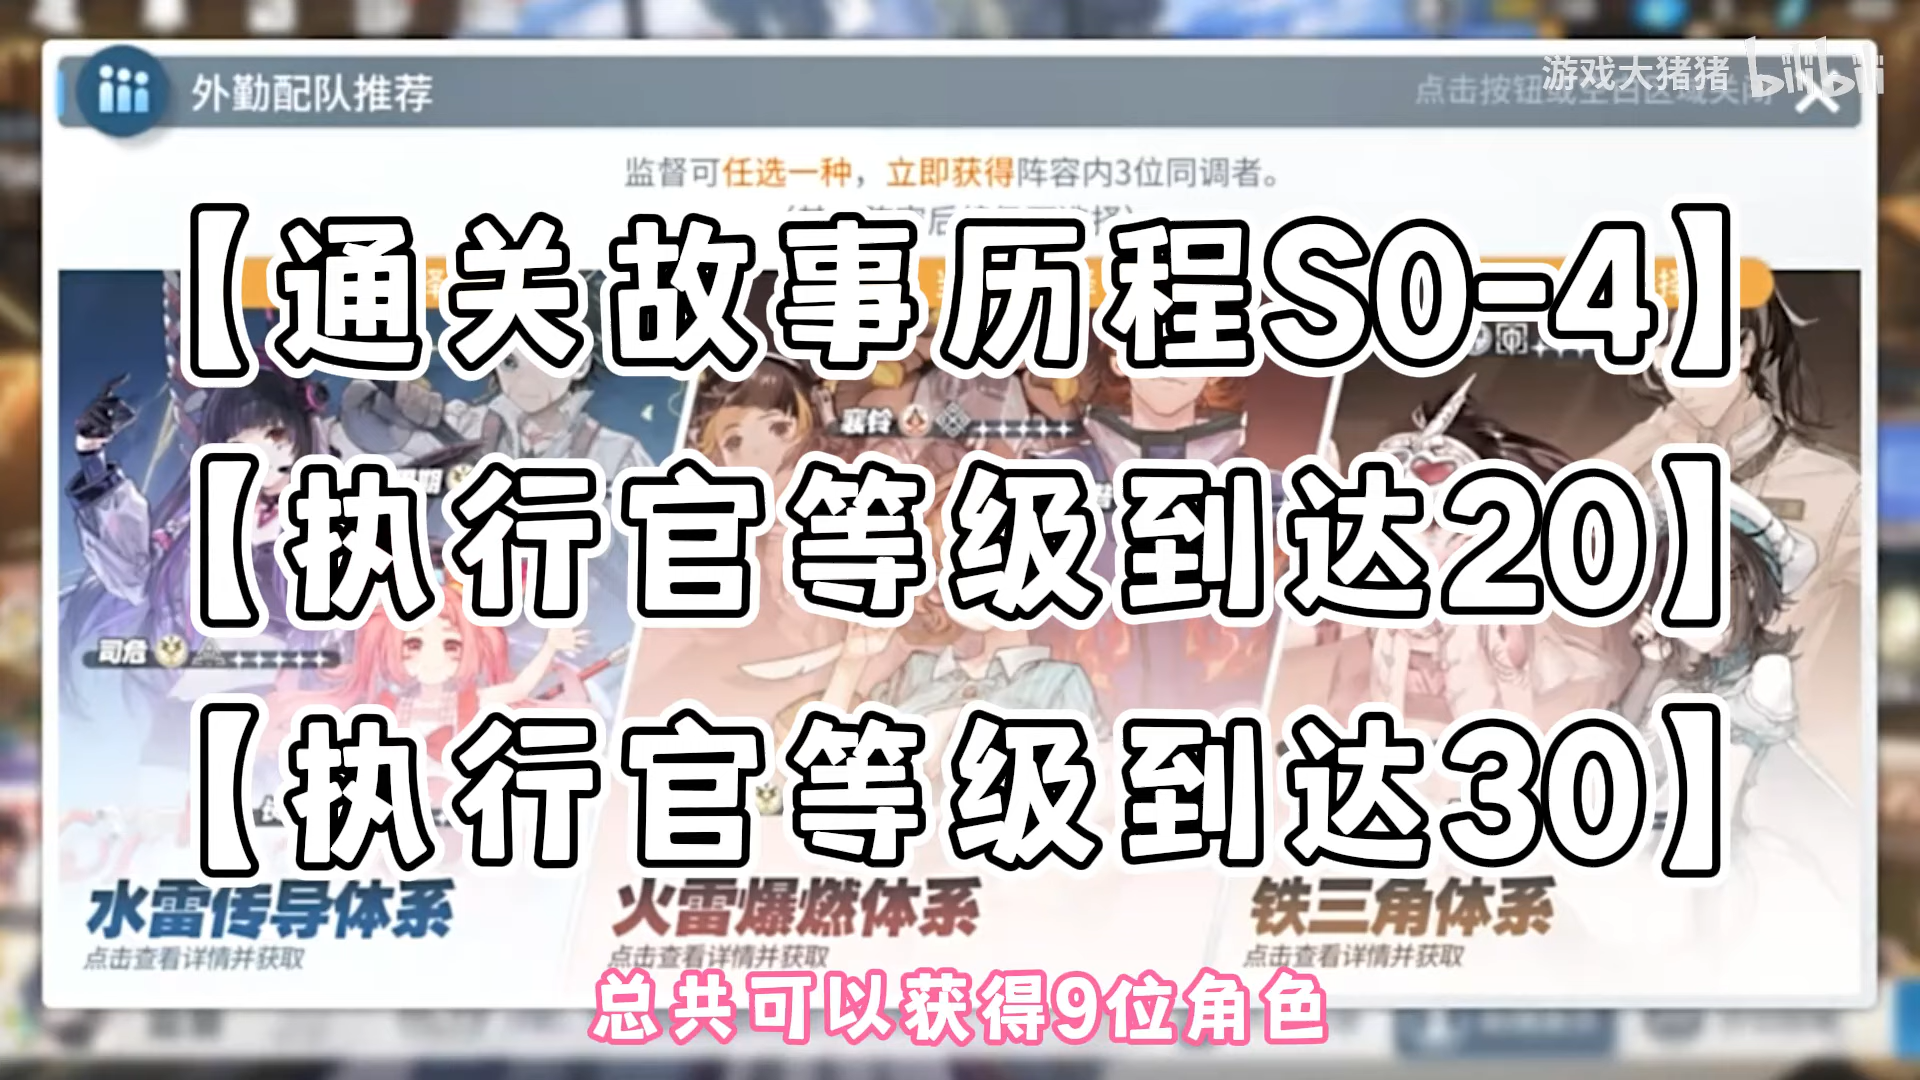 外勤配队推荐
游戏大猪猪 bilibili
监督可任选一种，立即获得阵容内3位同调者。
【通关故事历程S0-4】
襄铃
【执行官等级到达20】
司危
【执行官等级到达30】
水雷传导体系
火雷爆燃体系
铁三角体系
点击查看详情并获取
点击查看详情并获取
点击查看详情并获取
总共可以获得9位角色